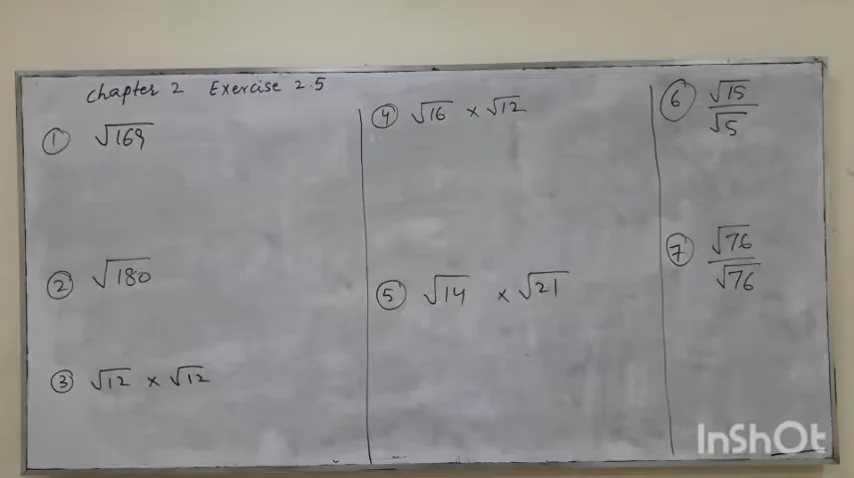 Chapter 2 Exercise 2.5
① √169
② √180
③ √12 × √12
④ √16 × √12
⑤ √14 × √21
⑥ √15 / √5
⑦ √76 / √76
InShOt